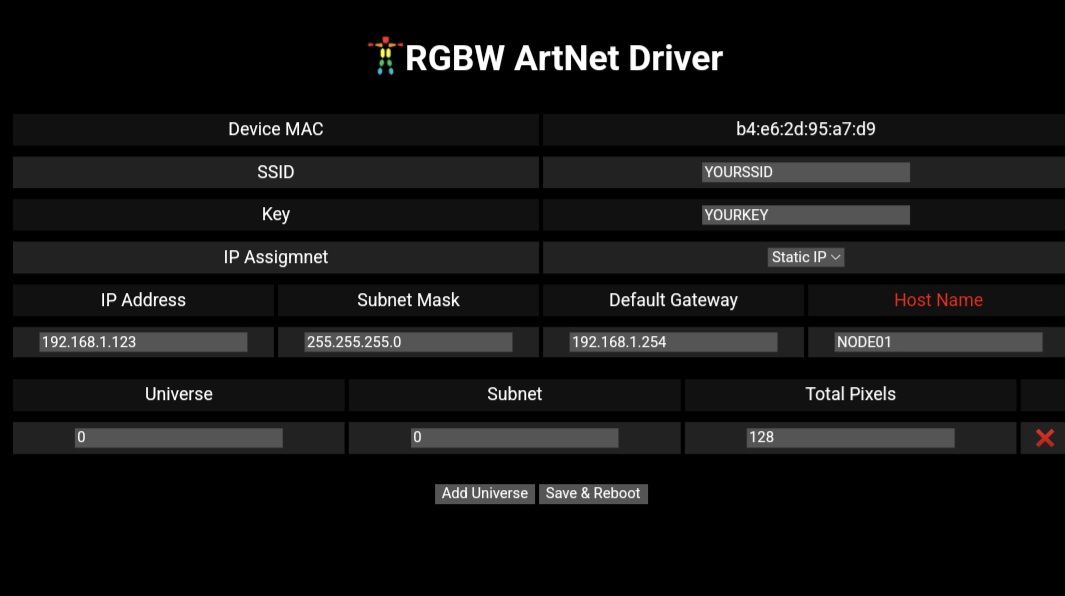 RGBW ArtNet Driver
Device MAC b4:e6:2d:95:a7:d9
SSID YOURSSID
Key YOURKEY
IP Assigmnet Static IP
IP Address Subnet Mask Default Gateway Host Name
192.168.1.123 255.255.255.0 192.168.1.254 NODE01
Universe Subnet Total Pixels
0 0 128
Add Universe Save & Reboot